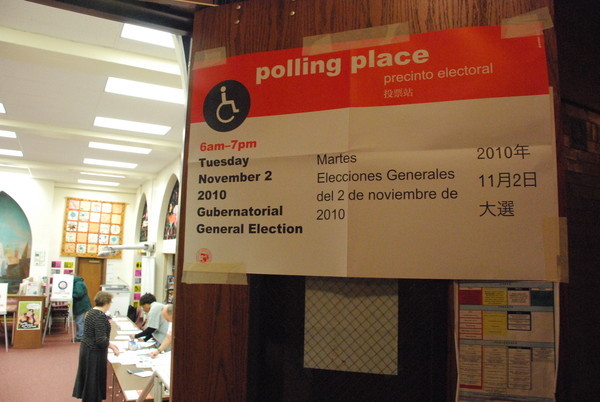 polling place
precinto electoral
投票站
6am–7pm
Tuesday
November 2
2010
Gubernatorial
General Election
Martes
Elecciones Generales
del 2 de noviembre de
2010
2010年
11月2日
大選